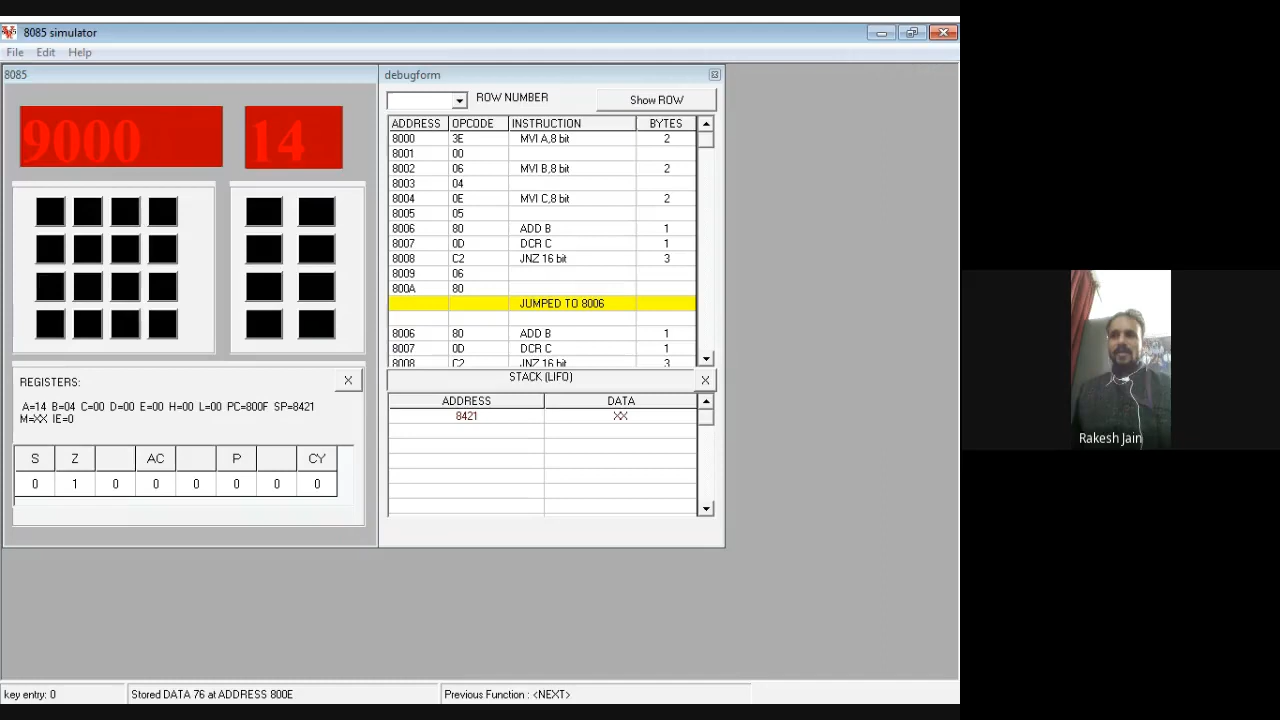 8085 simulator
File Edit Help
8085
debugform
9000 14
ROW NUMBER Show ROW
ADDRESS OPCODE INSTRUCTION BYTES
8000 3E MVI A,8 bit 2
8001 00
8002 06 MVI B,8 bit 2
8003 04
8004 0E MVI C,8 bit 2
8005 05
8006 80 ADD B 1
8007 0D DCR C 1
8008 C2 JNZ 16 bit 3
8009 06
800A 80
JUMPED TO 8006
8006 80 ADD B 1
8007 0D DCR C 1
8008 C2 JNZ 16 bit 3
STACK (LIFO) X
ADDRESS DATA
8421 XX
REGISTERS: X
A=14 B=04 C=00 D=00 E=00 H=00 L=00 PC=800F SP=8421
M=XX IE=0
S Z AC P CY
0 1 0 0 0 0 0 0
key entry: 0 Stored DATA 76 at ADDRESS 800E Previous Function : <NEXT>
Rakesh Jain